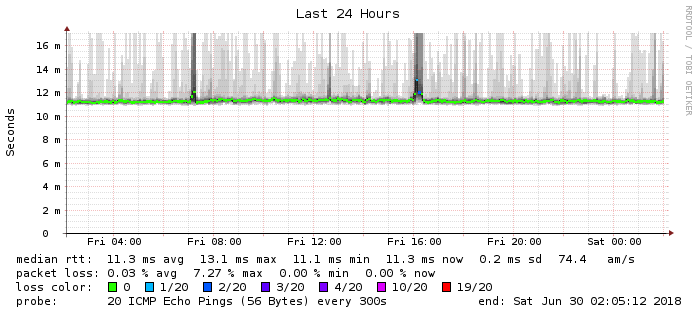 Last 24 Hours
RRDTOOL / TOBI OETIKER
Seconds
16 m
14 m
12 m
10 m
8 m
6 m
4 m
2 m
0
Fri 04:00 Fri 08:00 Fri 12:00 Fri 16:00 Fri 20:00 Sat 00:00
median rtt: 11.3 ms avg 13.1 ms max 11.1 ms min 11.3 ms now 0.2 ms sd 74.4 am/s
packet loss: 0.03 % avg 7.27 % max 0.00 % min 0.00 % now
loss color: 0 1/20 2/20 3/20 4/20 10/20 19/20
probe: 20 ICMP Echo Pings (56 Bytes) every 300s end: Sat Jun 30 02:05:12 2018